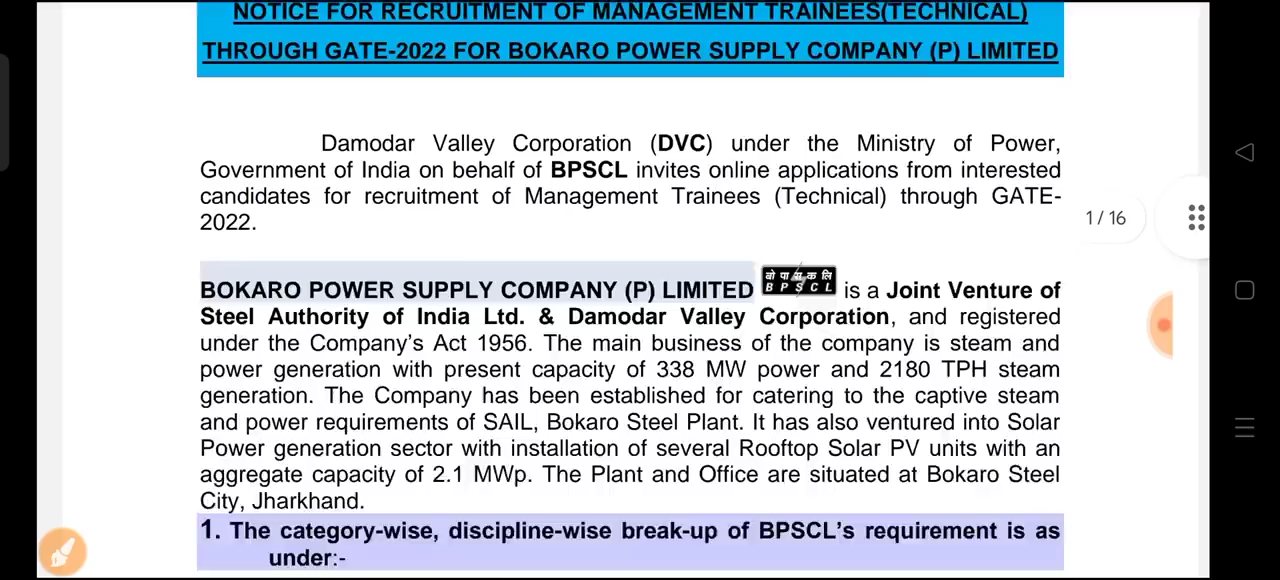 NOTICE FOR RECRUITMENT OF MANAGEMENT TRAINEES(TECHNICAL)
THROUGH GATE-2022 FOR BOKARO POWER SUPPLY COMPANY (P) LIMITED
Damodar Valley Corporation (DVC) under the Ministry of Power,
Government of India on behalf of BPSCL invites online applications from interested
candidates for recruitment of Management Trainees (Technical) through GATE-
2022.
1 / 16
बो पा स क लि
BOKARO POWER SUPPLY COMPANY (P) LIMITED B P S C L is a Joint Venture of
Steel Authority of India Ltd. & Damodar Valley Corporation, and registered
under the Company's Act 1956. The main business of the company is steam and
power generation with present capacity of 338 MW power and 2180 TPH steam
generation. The Company has been established for catering to the captive steam
and power requirements of SAIL, Bokaro Steel Plant. It has also ventured into Solar
Power generation sector with installation of several Rooftop Solar PV units with an
aggregate capacity of 2.1 MWp. The Plant and Office are situated at Bokaro Steel
City, Jharkhand.
1. The category-wise, discipline-wise break-up of BPSCL's requirement is as
under:-